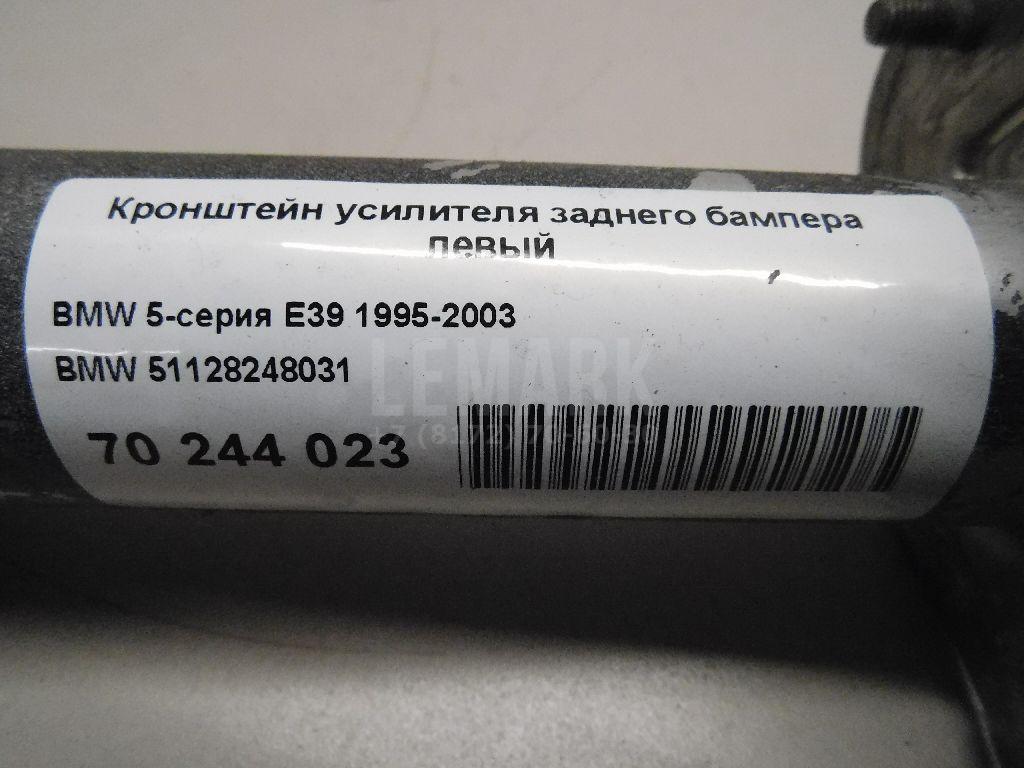 Кронштейн усилителя заднего бампера
левый
BMW 5-серия E39 1995-2003
BMW 51128248031
LEMARK
70 244 023